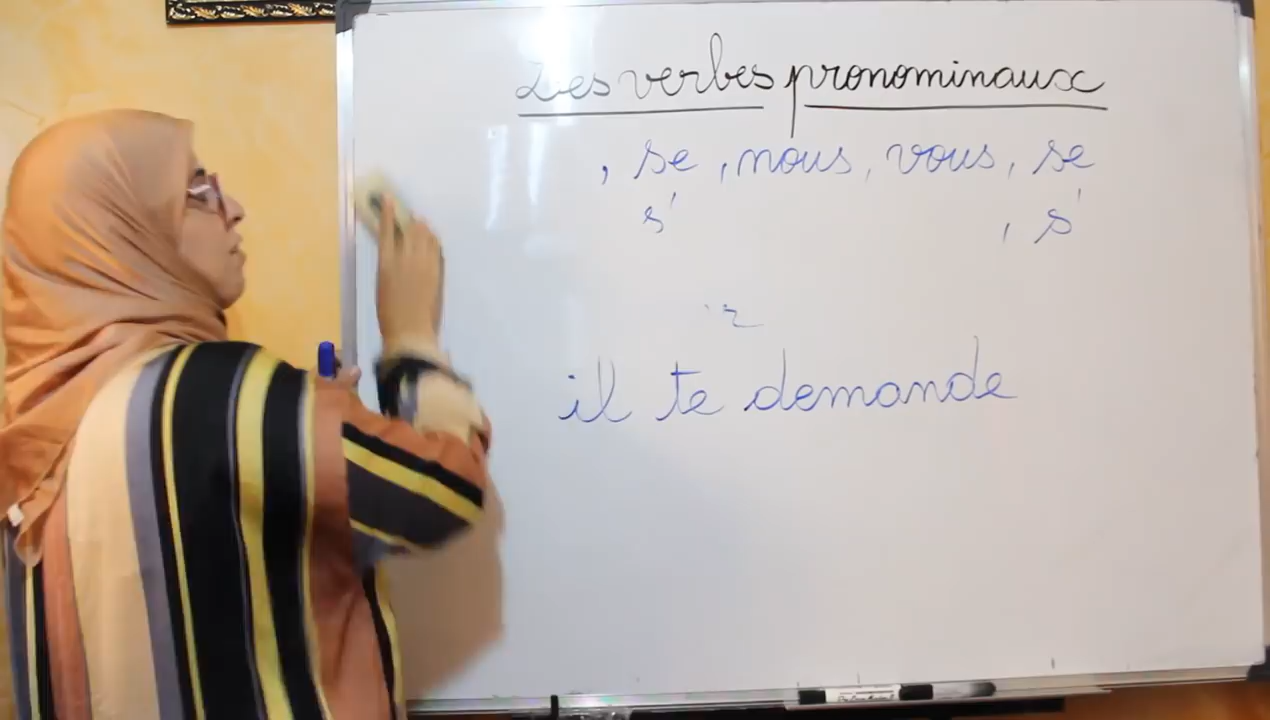 Les verbes pronominaux
, se, nous, vous, se
s' , s'
il te demande